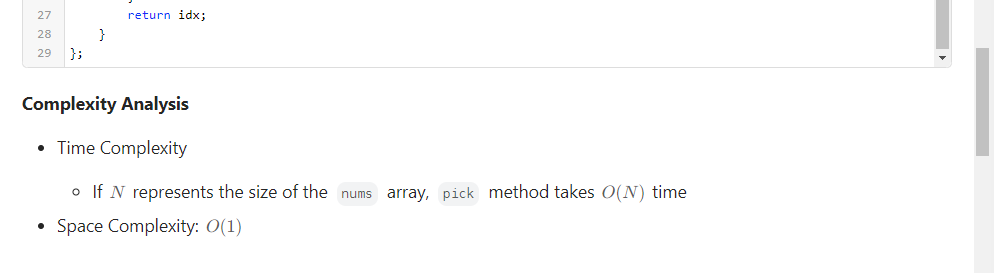 27 return idx;
28 }
29 };
Complexity Analysis
• Time Complexity
◦ If N represents the size of the nums array, pick method takes O(N) time
• Space Complexity: O(1)